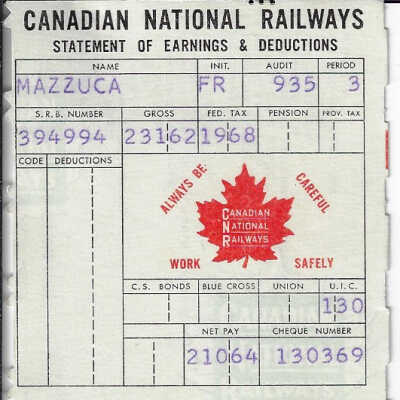 CANADIAN NATIONAL RAILWAYS
STATEMENT OF EARNINGS & DEDUCTIONS
NAME INIT. AUDIT PERIOD
MAZZUCA FR 935 3
S.R.B. NUMBER GROSS FED. TAX PENSION PROV. TAX
394994 23162 1968
CODE DEDUCTIONS
ALWAYS BE CAREFUL
CANADIAN
NATIONAL
RAILWAYS
WORK SAFELY
C.S. BONDS BLUE CROSS UNION U.I.C.
130
NET PAY CHEQUE NUMBER
21064 130369